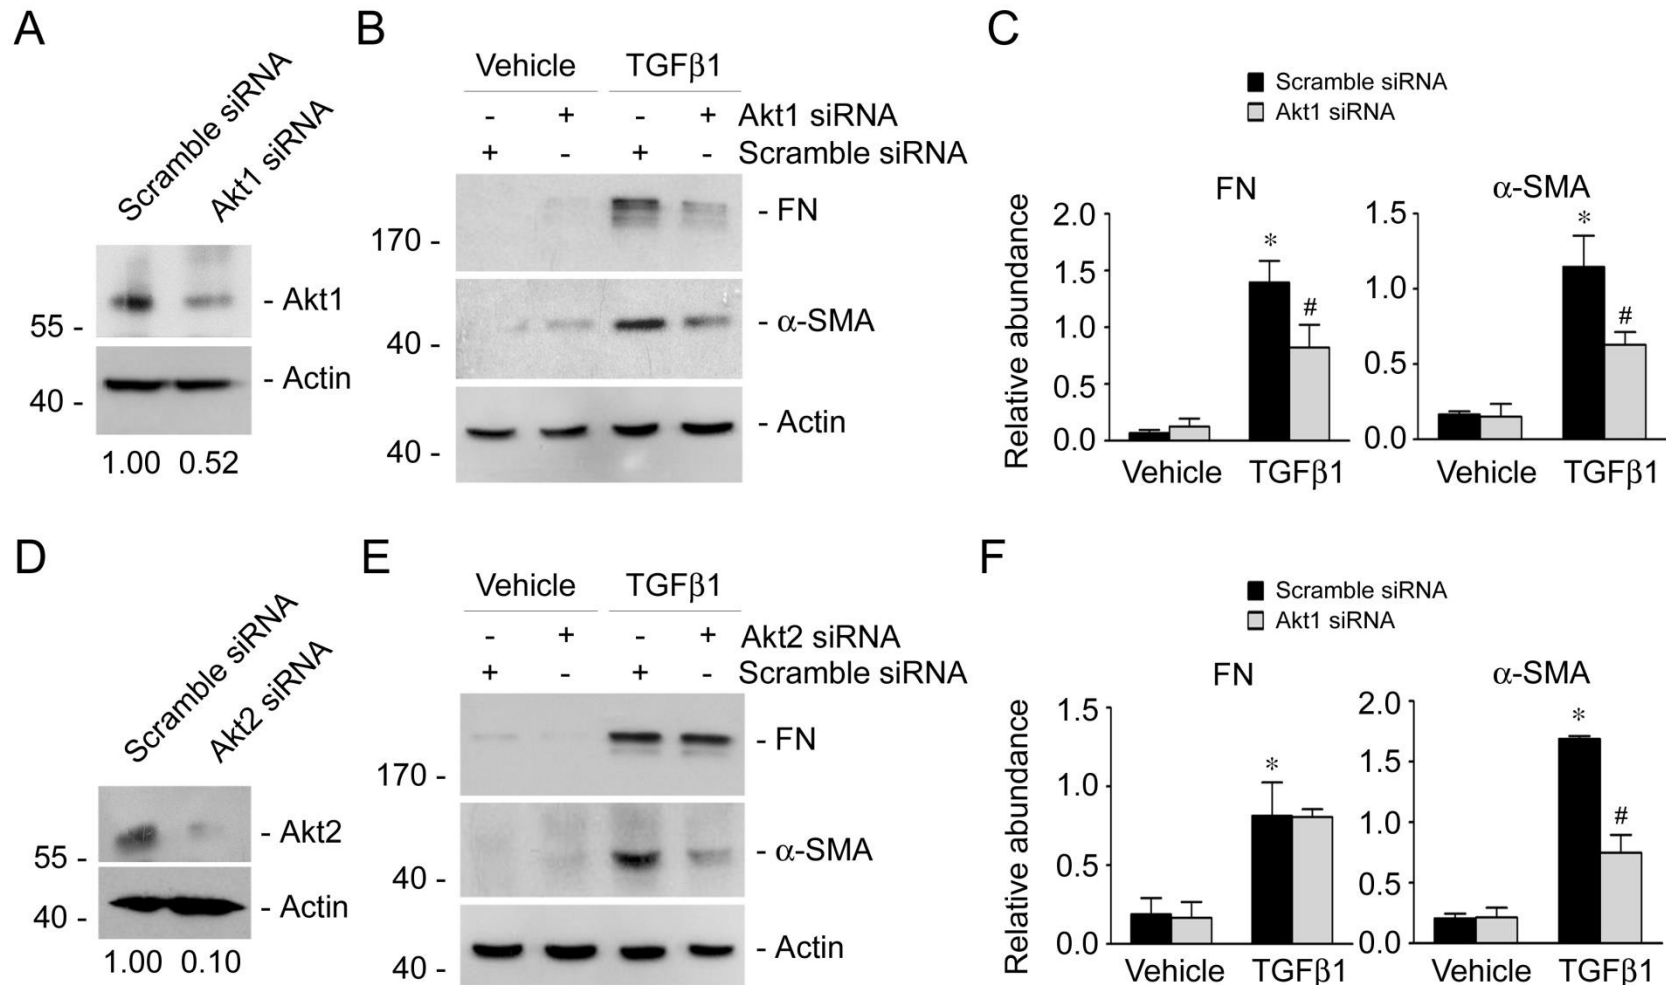 A
Scramble siRNA
Akt1 siRNA
- Akt1
55 -
- Actin
40 -
1.00 0.52
B
Vehicle TGFβ1
- + - + Akt1 siRNA
+ - + - Scramble siRNA
- FN
170 -
- α-SMA
40 -
- Actin
40 -
C
Scramble siRNA
Akt1 siRNA
Relative abundance
FN
2.0
1.5
1.0
0.5
0.0
*
#
Vehicle TGFβ1
α-SMA
1.5
1.0
0.5
0.0
*
#
Vehicle TGFβ1
D
Scramble siRNA
Akt2 siRNA
- Akt2
55 -
- Actin
40 -
1.00 0.10
E
Vehicle TGFβ1
- + - + Akt2 siRNA
+ - + - Scramble siRNA
- FN
170 -
- α-SMA
40 -
- Actin
40 -
F
Scramble siRNA
Akt1 siRNA
Relative abundance
FN
1.5
1.0
0.5
0.0
*
Vehicle TGFβ1
α-SMA
2.0
1.5
1.0
0.5
0.0
*
#
Vehicle TGFβ1